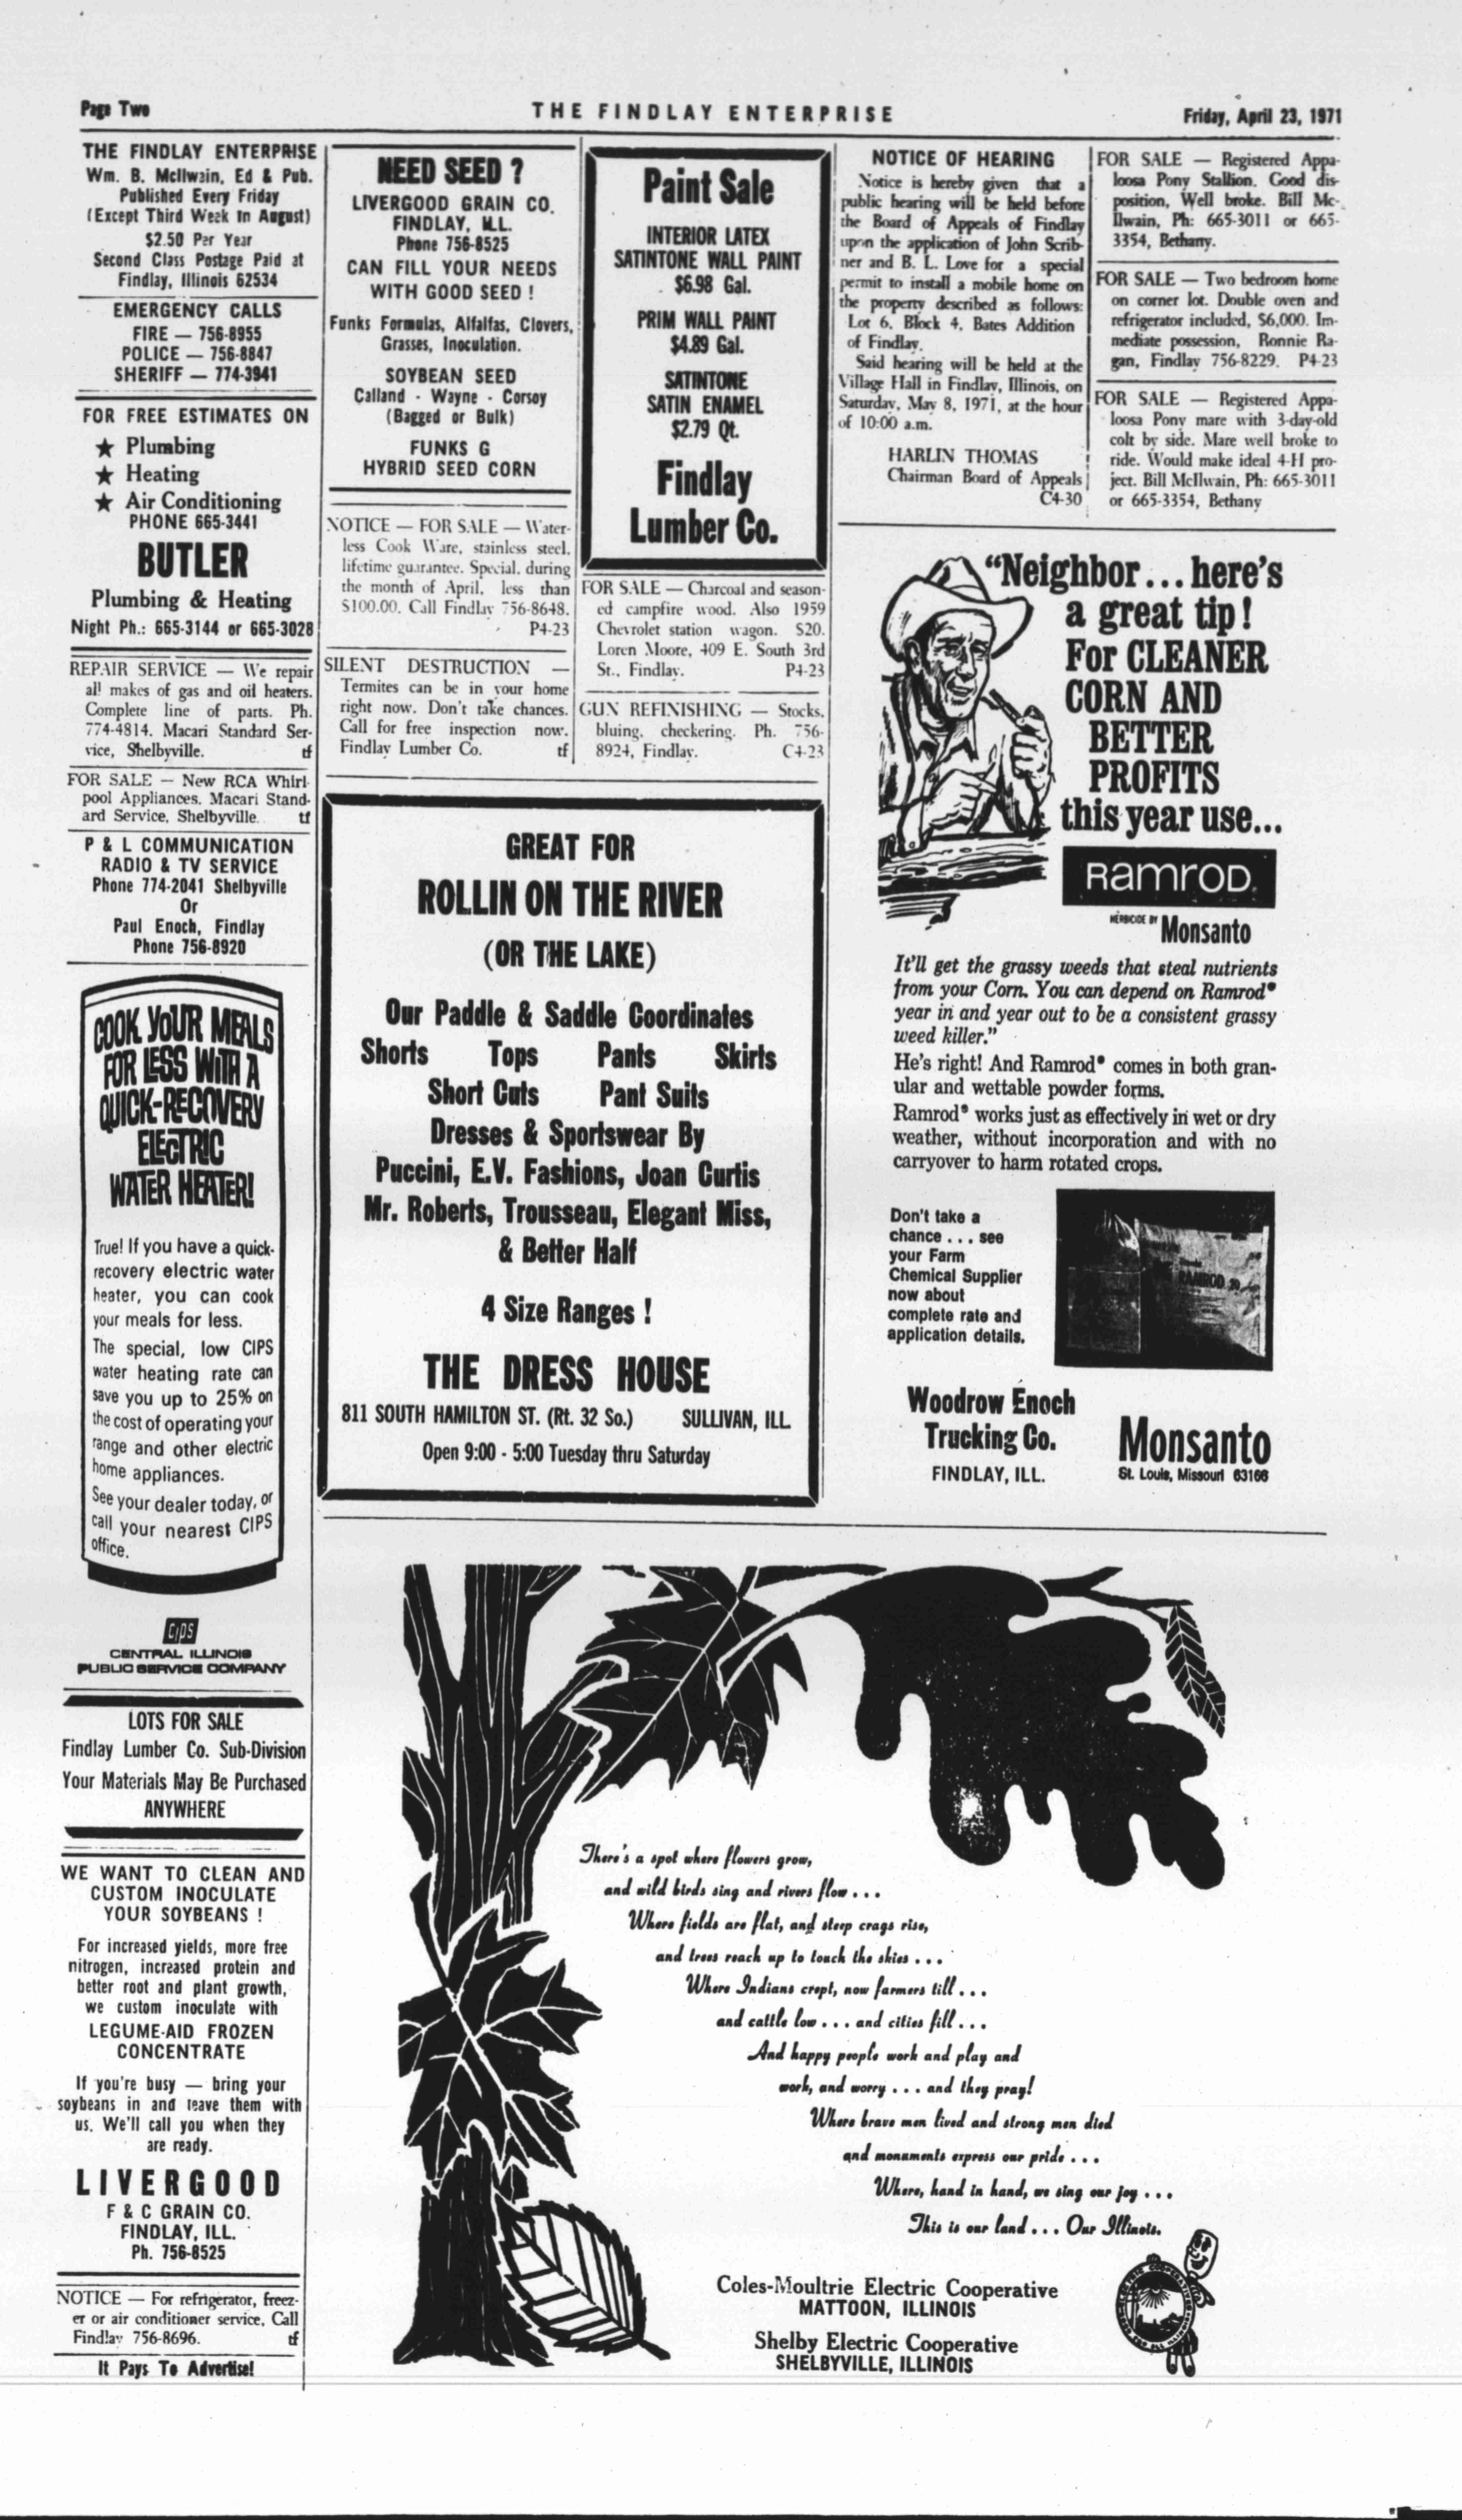 Page Two
THE FINDLAY ENTERPRISE
Friday, April 23, 1971
THE FINDLAY ENTERPRISE
Wm. B. McIlwain, Ed & Pub.
Published Every Friday
(Except Third Week In August)
$2.50 Per Year
Second Class Postage Paid at
Findlay, Illinois 62534
EMERGENCY CALLS
FIRE — 756-8955
POLICE — 756-8847
SHERIFF — 774-3941
FOR FREE ESTIMATES ON
★ Plumbing
★ Heating
★ Air Conditioning
PHONE 665-3441
BUTLER
Plumbing & Heating
Night Ph.: 665-3144 or 665-3028
REPAIR SERVICE — We repair
all makes of gas and oil heaters.
Complete line of parts. Ph.
774-4814. Macari Standard Ser-
vice, Shelbyville. tf
FOR SALE — New RCA Whirl-
pool Appliances. Macari Stand-
ard Service, Shelbyville. tf
P & L COMMUNICATION
RADIO & TV SERVICE
Phone 774-2041 Shelbyville
Or
Paul Enoch, Findlay
Phone 756-8920
COOK YOUR MEALS
FOR LESS WITH A
QUICK-RECOVERY
ELECTRIC
WATER HEATER!
True! If you have a quick-
recovery electric water
heater, you can cook
your meals for less.
The special, low CIPS
water heating rate can
save you up to 25% on
the cost of operating your
range and other electric
home appliances.
See your dealer today, or
call your nearest CIPS
office.
CIPS
CENTRAL ILLINOIS
PUBLIC SERVICE COMPANY
LOTS FOR SALE
Findlay Lumber Co. Sub-Division
Your Materials May Be Purchased
ANYWHERE
WE WANT TO CLEAN AND
CUSTOM INOCULATE
YOUR SOYBEANS !
For increased yields, more free
nitrogen, increased protein and
better root and plant growth,
we custom inoculate with
LEGUME-AID FROZEN
CONCENTRATE
If you're busy — bring your
soybeans in and leave them with
us. We'll call you when they
are ready.
LIVERGOOD
F & C GRAIN CO.
FINDLAY, ILL.
Ph. 756-8525
NOTICE — For refrigerator, freez-
er or air conditioner service, Call
Findlay 756-8696. tf
It Pays To Advertise!
NEED SEED ?
LIVERGOOD GRAIN CO.
FINDLAY, ILL.
Phone 756-8525
CAN FILL YOUR NEEDS
WITH GOOD SEED !
Funks Formulas, Alfalfas, Clovers,
Grasses, Inoculation.
SOYBEAN SEED
Calland - Wayne - Corsoy
(Bagged or Bulk)
FUNKS G
HYBRID SEED CORN
NOTICE — FOR SALE — Water-
less Cook Ware, stainless steel,
lifetime guarantee. Special, during
the month of April, less than
$100.00. Call Findlay 756-8648.
P4-23
SILENT DESTRUCTION —
Termites can be in your home
right now. Don't take chances.
Call for free inspection now.
Findlay Lumber Co. tf
Paint Sale
INTERIOR LATEX
SATINTONE WALL PAINT
$6.98 Gal.
PRIM WALL PAINT
$4.89 Gal.
SATINTONE
SATIN ENAMEL
$2.79 Qt.
Findlay
Lumber Co.
FOR SALE — Charcoal and season-
ed campfire wood. Also 1959
Chevrolet station wagon. $20.
Loren Moore, 409 E. South 3rd
St., Findlay. P4-23
GUN REFINISHING — Stocks,
bluing, checkering. Ph. 756-
8924, Findlay. C4-23
GREAT FOR
ROLLIN ON THE RIVER
(OR THE LAKE)
Our Paddle & Saddle Coordinates
Shorts Tops Pants Skirts
Short Cuts Pant Suits
Dresses & Sportswear By
Puccini, E.V. Fashions, Joan Curtis
Mr. Roberts, Trousseau, Elegant Miss,
& Better Half
4 Size Ranges !
THE DRESS HOUSE
811 SOUTH HAMILTON ST. (Rt. 32 So.) SULLIVAN, ILL.
Open 9:00 - 5:00 Tuesday thru Saturday
NOTICE OF HEARING
Notice is hereby given that a
public hearing will be held before
the Board of Appeals of Findlay
upon the application of John Scrib-
ner and B. L. Love for a special
permit to install a mobile home on
the property described as follows:
Lot 6, Block 4, Bates Addition
of Findlay.
Said hearing will be held at the
Village Hall in Findlay, Illinois, on
Saturday, May 8, 1971, at the hour
of 10:00 a.m.
HARLIN THOMAS
Chairman Board of Appeals
C4-30
FOR SALE — Registered Appa-
loosa Pony Stallion. Good dis-
position, Well broke. Bill Mc-
Ilwain, Ph: 665-3011 or 665-
3354, Bethany.
FOR SALE — Two bedroom home
on corner lot. Double oven and
refrigerator included, $6,000. Im-
mediate possession, Ronnie Ra-
gan, Findlay 756-8229. P4-23
FOR SALE — Registered Appa-
loosa Pony mare with 3-day-old
colt by side. Mare well broke to
ride. Would make ideal 4-H pro-
ject. Bill McIlwain, Ph: 665-3011
or 665-3354, Bethany
"Neighbor... here's
a great tip!
For CLEANER
CORN AND
BETTER
PROFITS
this year use...
RamroD
HERBICIDE BY Monsanto
It'll get the grassy weeds that steal nutrients
from your Corn. You can depend on Ramrod®
year in and year out to be a consistent grassy
weed killer."
He's right! And Ramrod® comes in both gran-
ular and wettable powder forms.
Ramrod® works just as effectively in wet or dry
weather, without incorporation and with no
carryover to harm rotated crops.
Don't take a
chance . . . see
your Farm
Chemical Supplier
now about
complete rate and
application details.
RAMROD 20
Woodrow Enoch
Trucking Co.
FINDLAY, ILL.
Monsanto
St. Louis, Missouri 63166
There's a spot where flowers grow,
and wild birds sing and rivers flow . . .
Where fields are flat, and steep crags rise,
and trees reach up to touch the skies . . .
Where Indians crept, now farmers till . . .
and cattle low . . . and cities fill . . .
And happy people work and play and
work, and worry . . . and they pray!
Where brave men lived and strong men died
and monuments express our pride . . .
Where, hand in hand, we sing our joy . . .
This is our land . . . Our Illinois.
Coles-Moultrie Electric Cooperative
MATTOON, ILLINOIS
Shelby Electric Cooperative
SHELBYVILLE, ILLINOIS